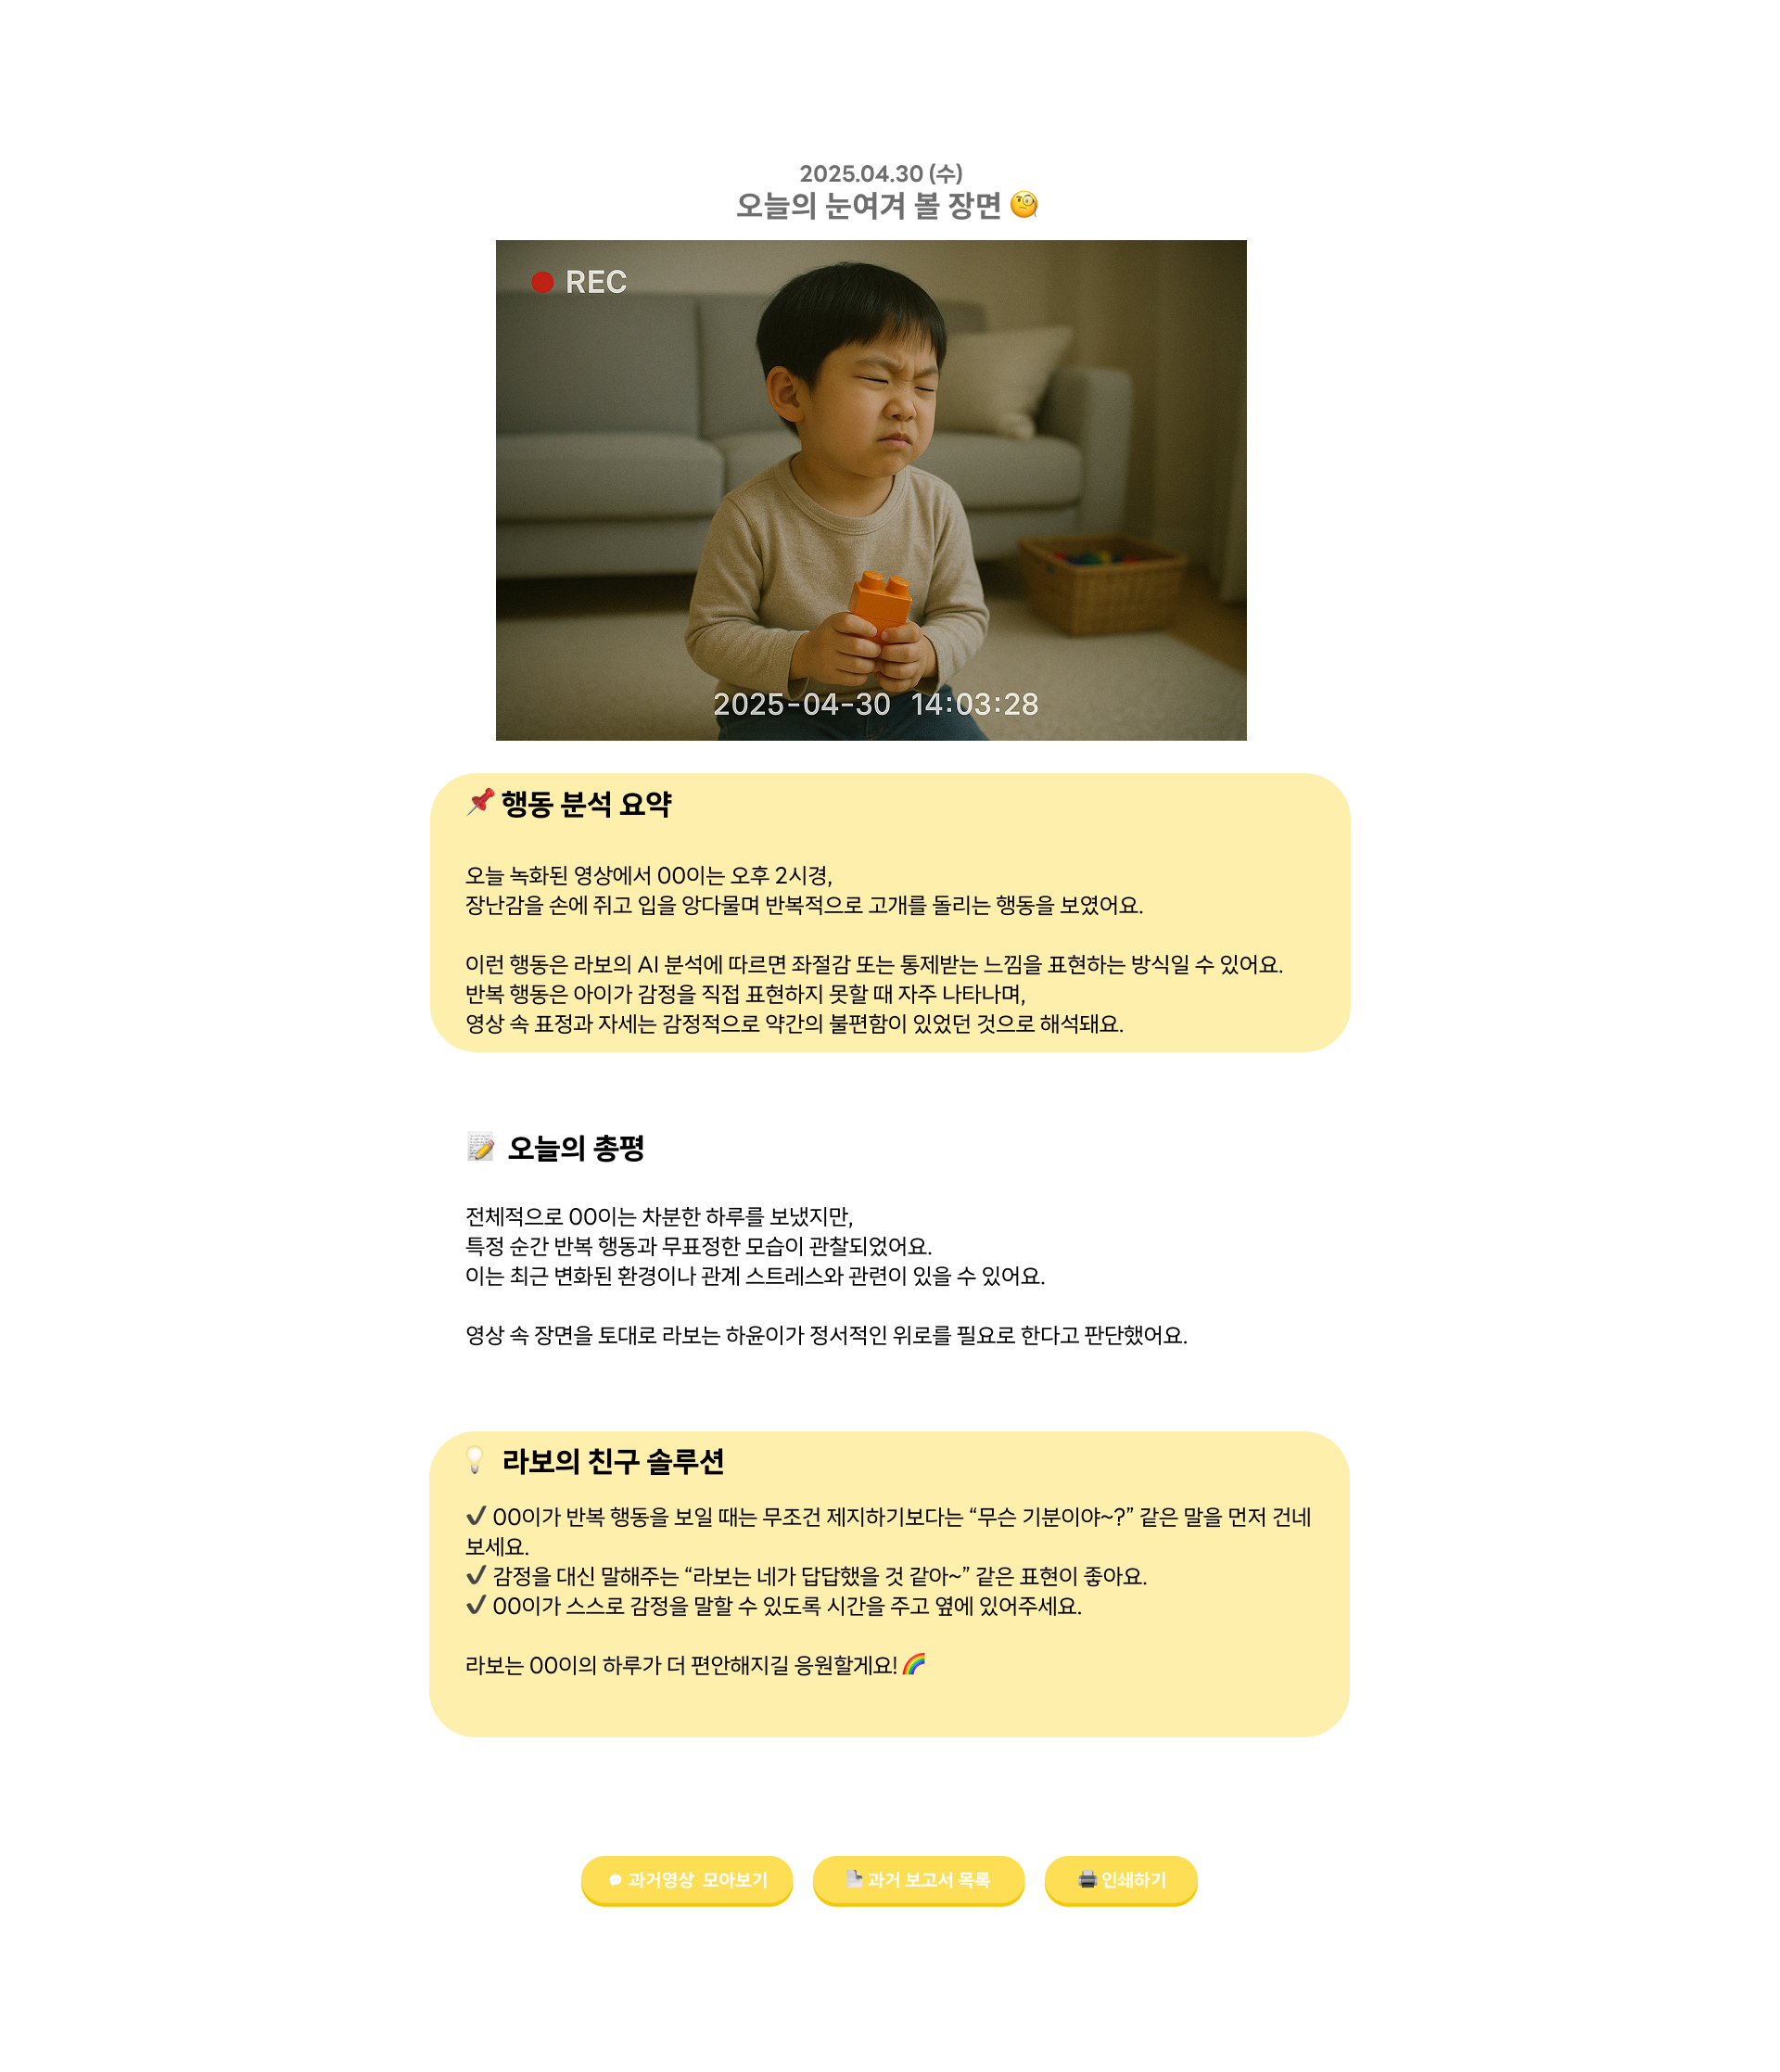 2025.04.30 (수)
오늘의 눈여겨 볼 장면 🧐
REC
2025-04-30 14:03:28
📌 행동 분석 요약
오늘 녹화된 영상에서 00이는 오후 2시경,
장난감을 손에 쥐고 입을 앙다물며 반복적으로 고개를 돌리는 행동을 보였어요.
이런 행동은 라보의 AI 분석에 따르면 좌절감 또는 통제받는 느낌을 표현하는 방식일 수 있어요.
반복 행동은 아이가 감정을 직접 표현하지 못할 때 자주 나타나며,
영상 속 표정과 자세는 감정적으로 약간의 불편함이 있었던 것으로 해석돼요.
📝 오늘의 총평
전체적으로 00이는 차분한 하루를 보냈지만,
특정 순간 반복 행동과 무표정한 모습이 관찰되었어요.
이는 최근 변화된 환경이나 관계 스트레스와 관련이 있을 수 있어요.
영상 속 장면을 토대로 라보는 하윤이가 정서적인 위로를 필요로 한다고 판단했어요.
💡 라보의 친구 솔루션
✔ 00이가 반복 행동을 보일 때는 무조건 제지하기보다는 “무슨 기분이야~?” 같은 말을 먼저 건네
보세요.
✔ 감정을 대신 말해주는 “라보는 네가 답답했을 것 같아~” 같은 표현이 좋아요.
✔ 00이가 스스로 감정을 말할 수 있도록 시간을 주고 옆에 있어주세요.
라보는 00이의 하루가 더 편안해지길 응원할게요! 🌈
💬 과거영상 모아보기
과거 보고서 목록
🖨 인쇄하기